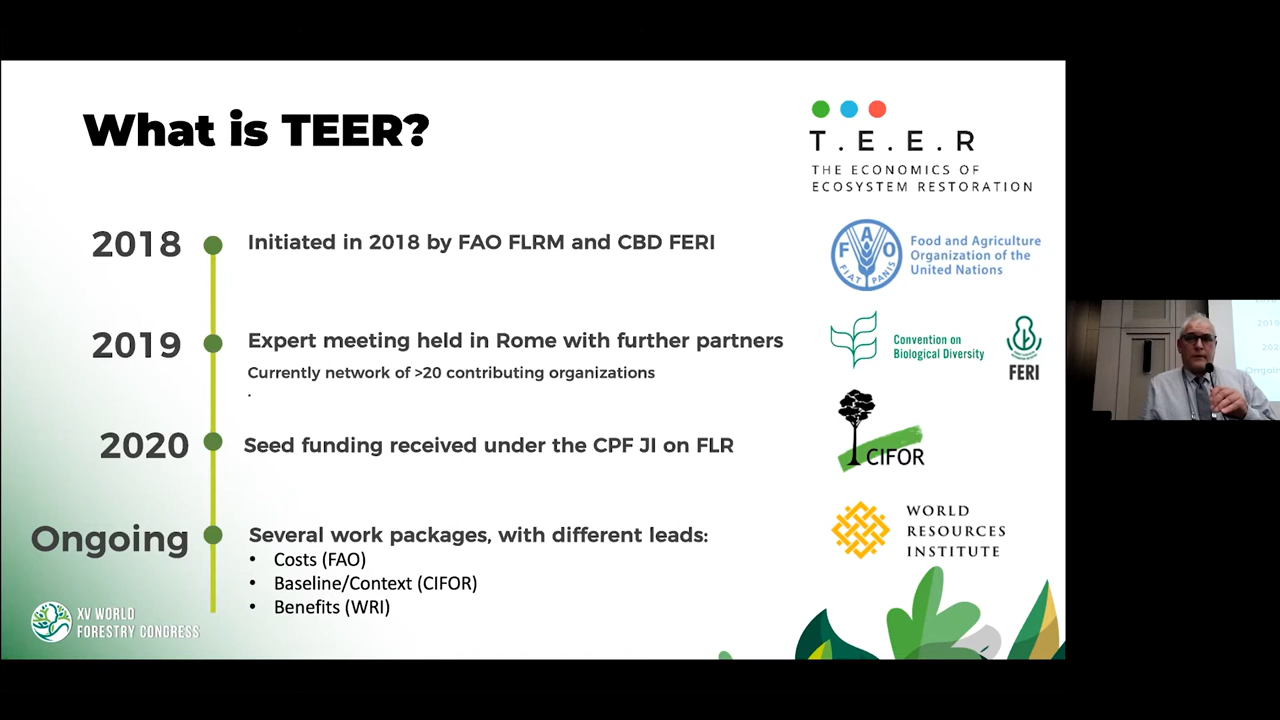 What is TEER?
T.E.E.R
THE ECONOMICS OF
ECOSYSTEM RESTORATION
2018
Initiated in 2018 by FAO FLRM and CBD FERI
FAO
FIAT PANIS
Food and Agriculture
Organization of the
United Nations
2019
Expert meeting held in Rome with further partners
Currently network of >20 contributing organizations
.
Convention on
Biological Diversity
FERI
2020
Seed funding received under the CPF JI on FLR
CIFOR
Ongoing
Several work packages, with different leads:
• Costs (FAO)
• Baseline/Context (CIFOR)
• Benefits (WRI)
WORLD
RESOURCES
INSTITUTE
XV WORLD
FORESTRY CONGRESS
2019
Ongoing